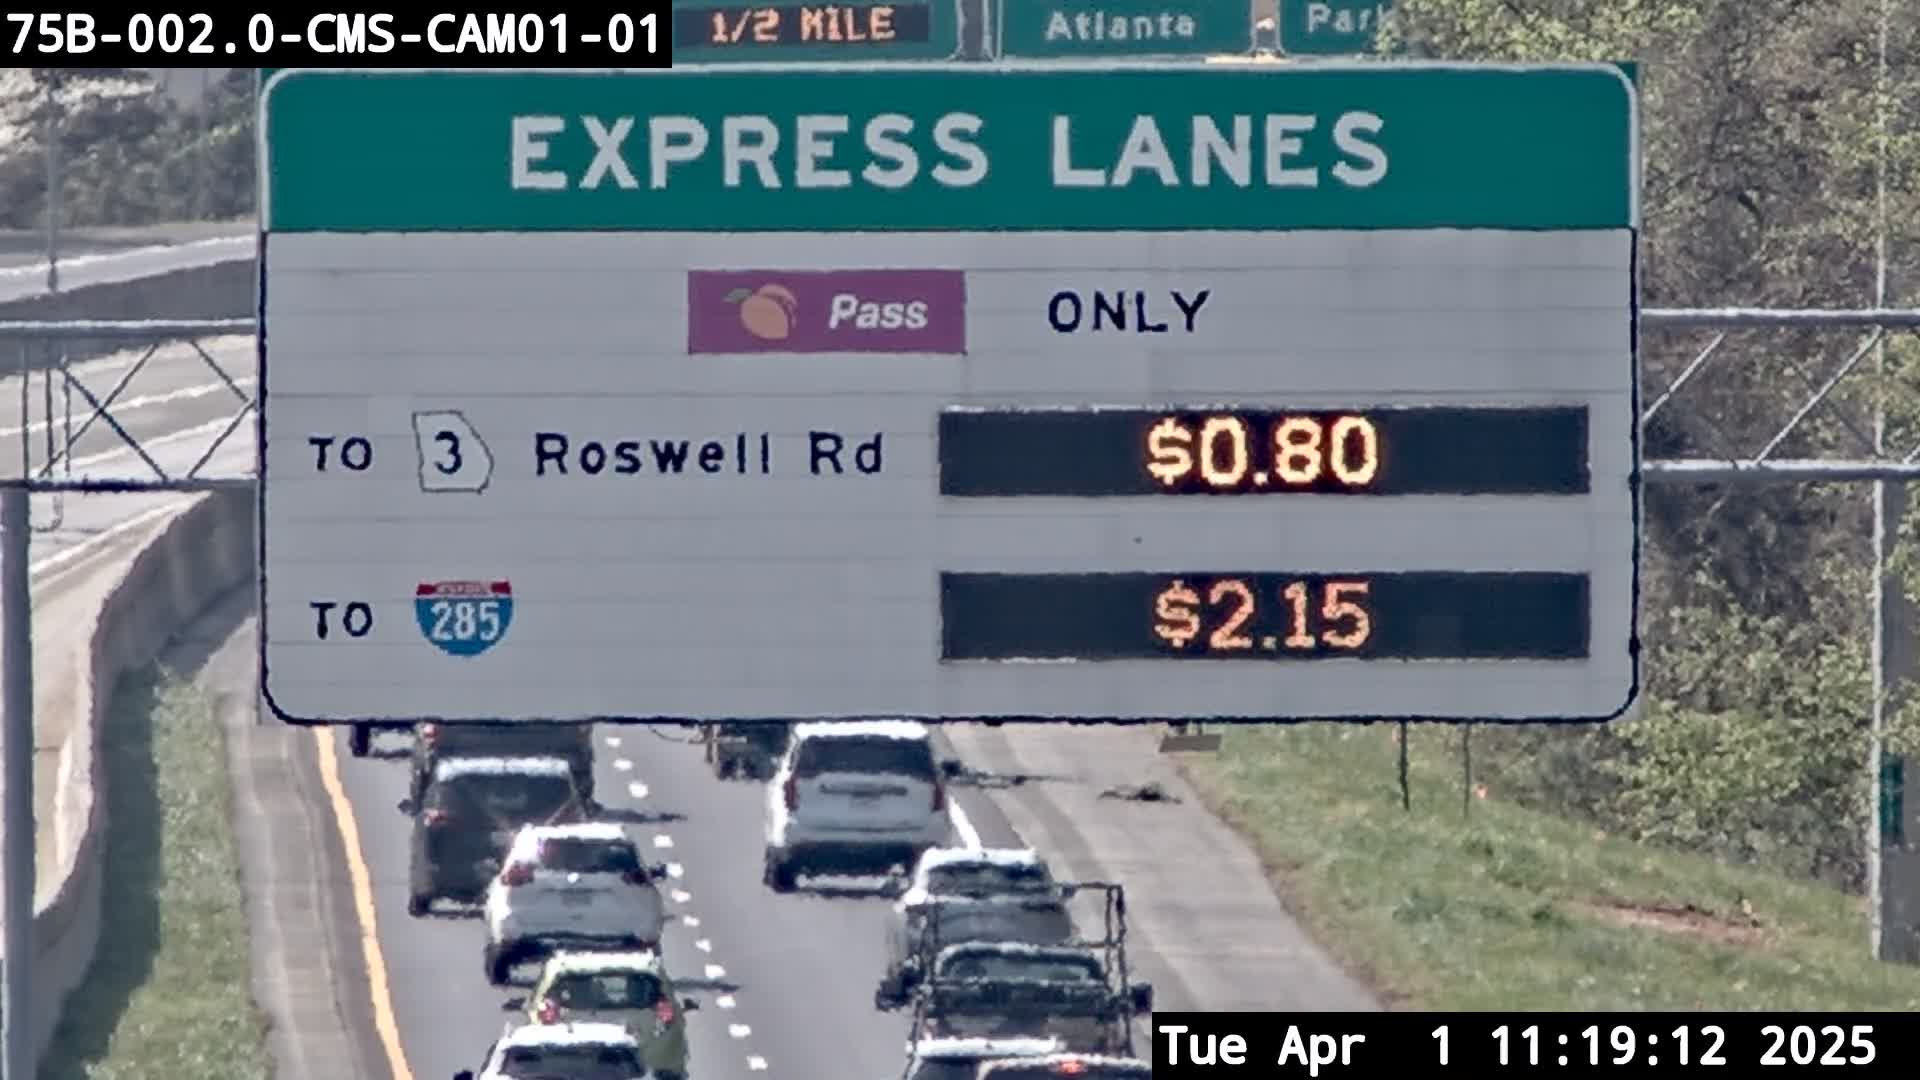 75B-002.0-CMS-CAM01-01
1/2 MILE
Atlanta
Park
EXPRESS LANES
Pass ONLY
TO 3 Roswell Rd $0.80
TO 285 $2.15
Tue Apr 1 11:19:12 2025